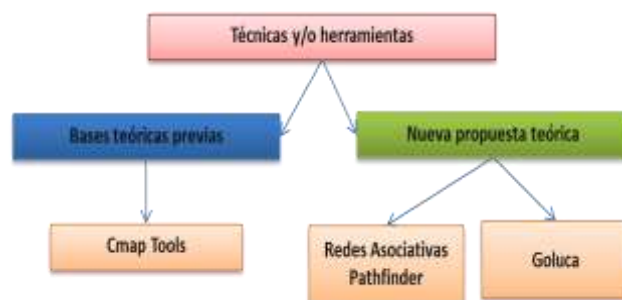 Técnicas y/o herramientas
Bases teóricas previas
Nueva propuesta teórica
Cmap Tools
Redes Asociativas
Pathfinder
Goluca